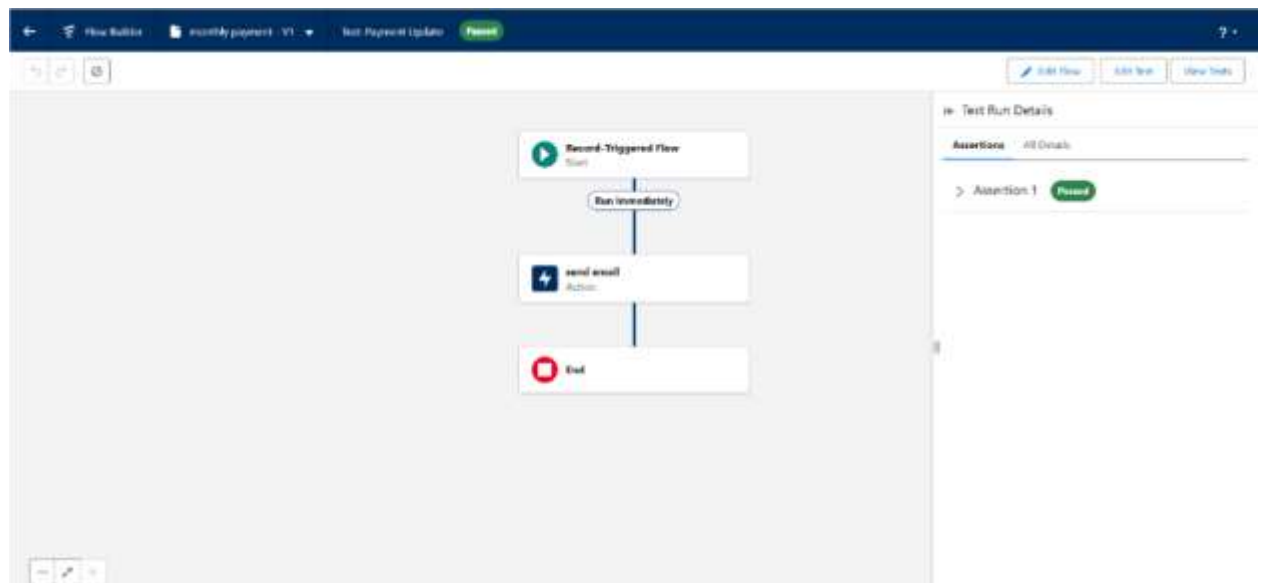 Flow Builder
monthly payment - V1
Test Payment Update
Passed
?
Edit Flow
Edit Test
View Tests
Test Run Details
Assertions
All Details
Assertion 1
Passed
Record-Triggered Flow
Start
Run Immediately
send email
Action
End